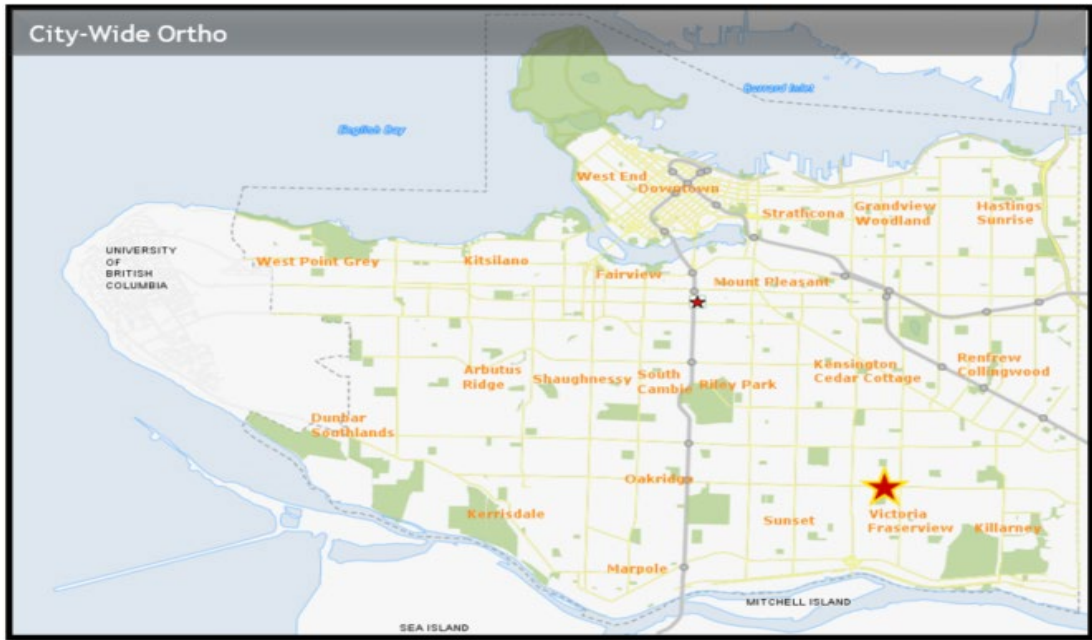 City-Wide Ortho
Burrard Inlet
English Bay
West End
Downtown
Strathcona
Grandview
Woodland
Hastings
Sunrise
UNIVERSITY
OF
BRITISH
COLUMBIA
West Point Grey
Kitsilano
Fairview
Mount Pleasant
Arbutus
Ridge
Shaughnessy
South
Cambie
Riley Park
Kensington
Cedar Cottage
Renfrew
Collingwood
Dunbar
Southlands
Oakridge
Kerrisdale
Sunset
Victoria
Fraserview
Killarney
Marpole
MITCHELL ISLAND
SEA ISLAND